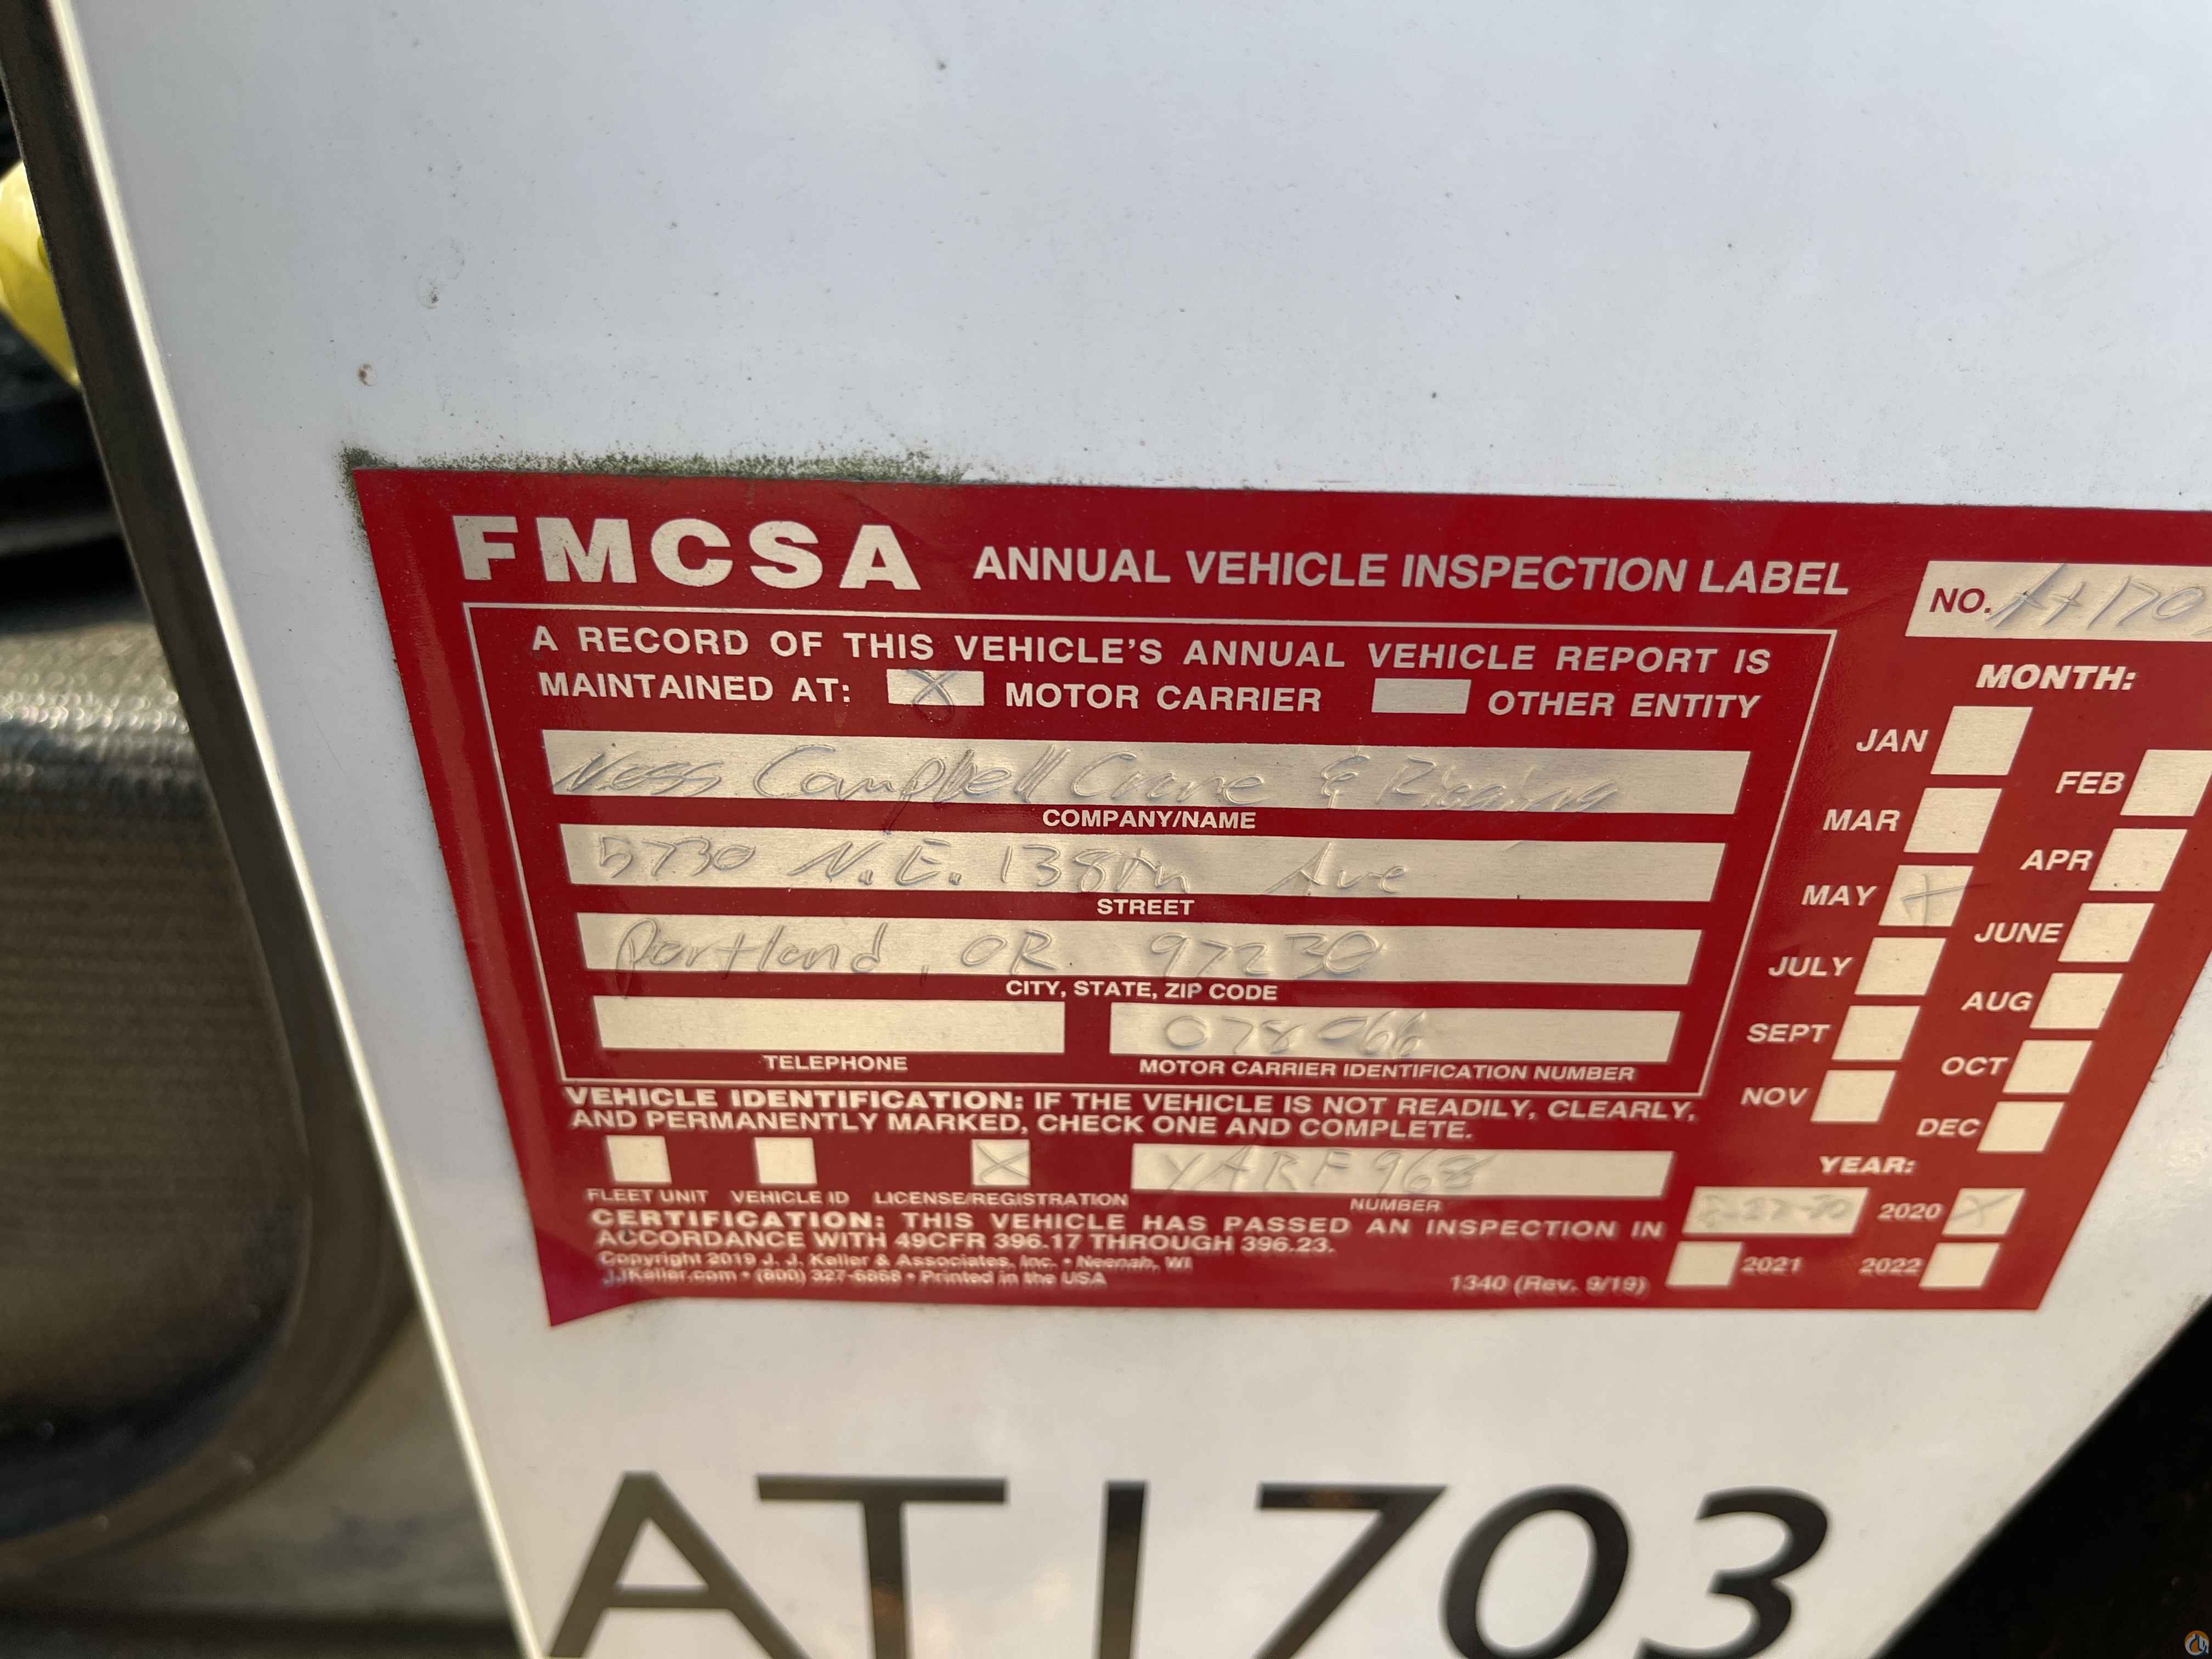 FMCSA ANNUAL VEHICLE INSPECTION LABEL
NO. AT170
A RECORD OF THIS VEHICLE'S ANNUAL VEHICLE REPORT IS
MAINTAINED AT: X MOTOR CARRIER OTHER ENTITY
Ness Campbell Crane & Rigging
COMPANY/NAME
5730 N.E. 138th Ave
STREET
Portland, OR 97230
CITY, STATE, ZIP CODE
078066
TELEPHONE MOTOR CARRIER IDENTIFICATION NUMBER
VEHICLE IDENTIFICATION: IF THE VEHICLE IS NOT READILY, CLEARLY,
AND PERMANENTLY MARKED, CHECK ONE AND COMPLETE.
X YARF968
FLEET UNIT VEHICLE ID LICENSE/REGISTRATION NUMBER
CERTIFICATION: THIS VEHICLE HAS PASSED AN INSPECTION IN
ACCORDANCE WITH 49CFR 396.17 THROUGH 396.23.
Copyright 2019 J. J. Keller & Associates, Inc. • Neenah, WI
JJKeller.com • (800) 327-6868 • Printed in the USA
1340 (Rev. 9/19)
MONTH:
JAN
FEB
MAR
APR
MAY X
JUNE
JULY
AUG
SEPT
OCT
NOV
DEC
YEAR:
2020 X
2021 2022
AT1703